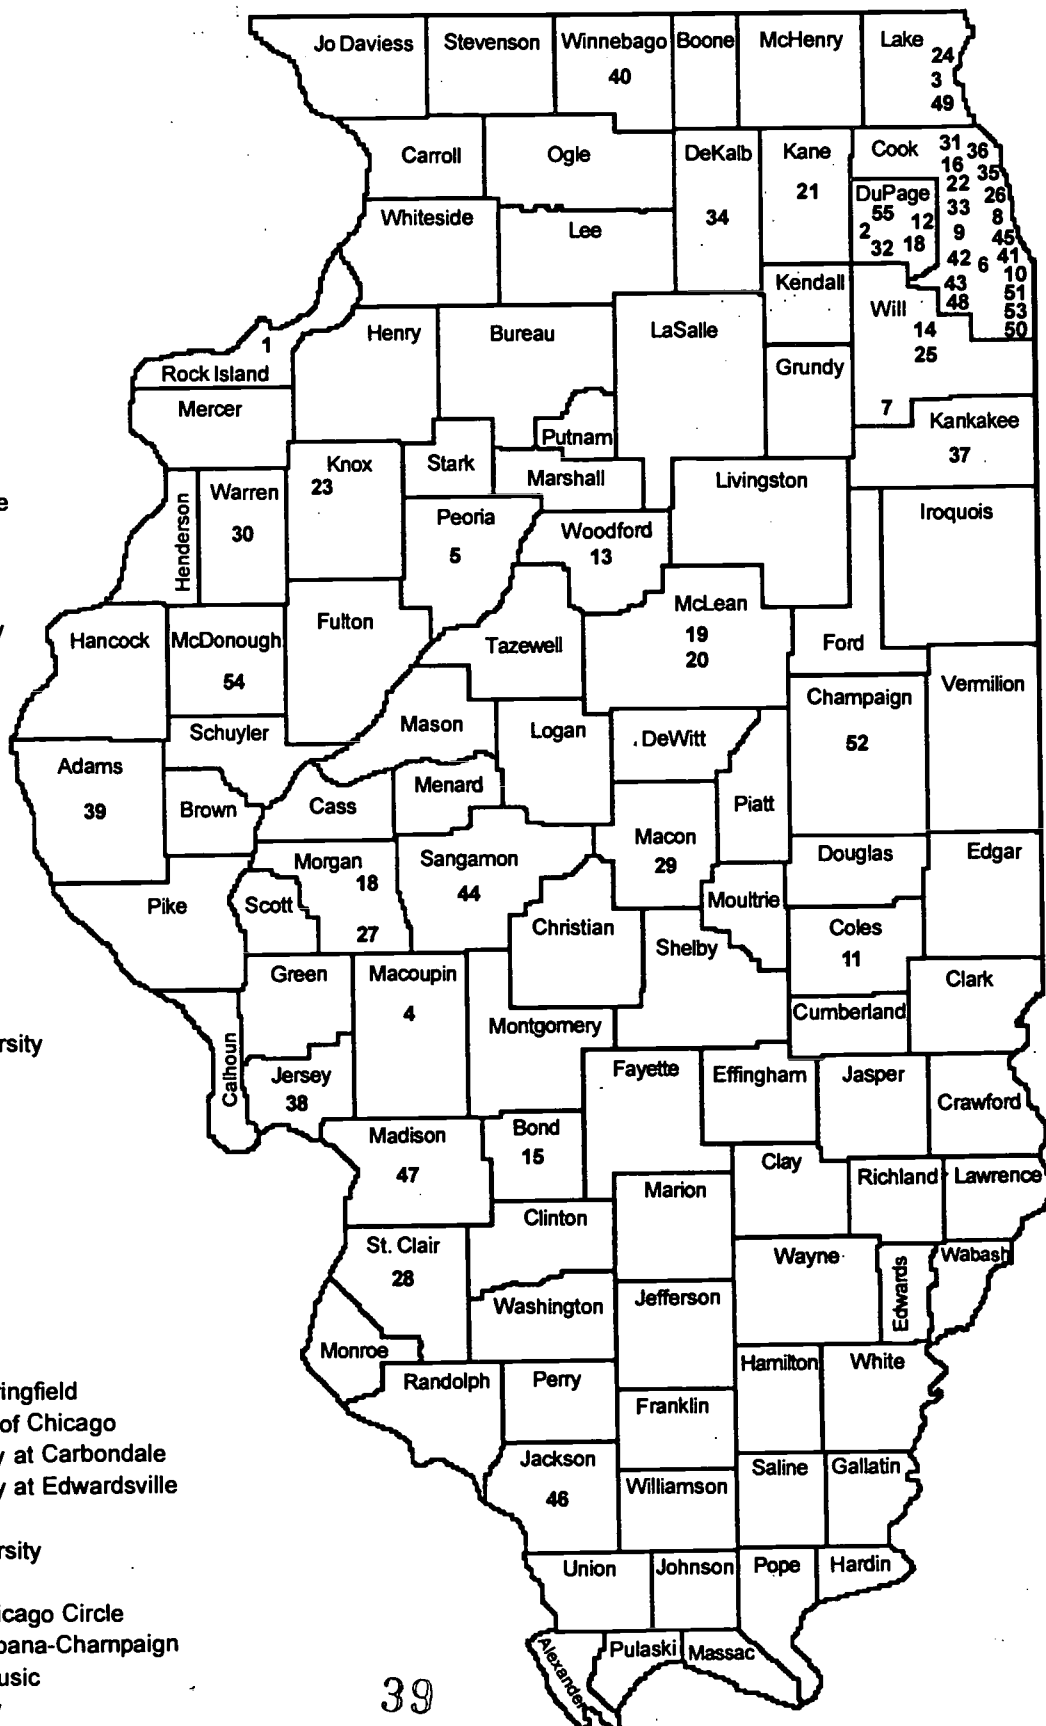 Jo Daviess Stevenson Winnebago Boone McHenry Lake
40
24
3
49
Carroll Ogle DeKalb Kane Cook
31 36
16
35
22
26
33
8
9
45
42 6 41
10
43
51
48
53
50
34
21
DuPage
55
12
2
32 18
Whiteside Lee
Kendall
Will
14
25
7
Henry Bureau LaSalle
Grundy
1
Rock Island
Mercer
Putnam
Kankakee
37
Knox
23
Stark
Marshall
Livingston
Iroquois
Henderson
Warren
30
Peoria
5
Woodford
13
McLean
19
20
Hancock McDonough
54
Fulton
Tazewell
Ford
Vermilion
Champaign
52
Schuyler
Mason
Logan
DeWitt
Adams
39
Brown
Cass
Menard
Piatt
Macon
29
Douglas
Edgar
Morgan
18
27
Sangamon
44
Pike
Scott
Christian
Moultrie
Shelby
Coles
11
Green
Macoupin
4
Clark
Montgomery
Cumberland
Calhoun
Jersey
38
Fayette
Effingham
Jasper
Crawford
Madison
47
Bond
15
Clay
Richland
Lawrence
Marion
Clinton
St. Clair
28
Wayne
Edwards
Wabash
Washington
Jefferson
Monroe
Randolph
Perry
Hamilton
White
Franklin
Jackson
46
Williamson
Saline
Gallatin
Union
Johnson
Pope
Hardin
Alexander
Pulaski
Massac
e
y
rsity
ringfield
of Chicago
y at Carbondale
y at Edwardsville
rsity
icago Circle
bana-Champaign
usic
39